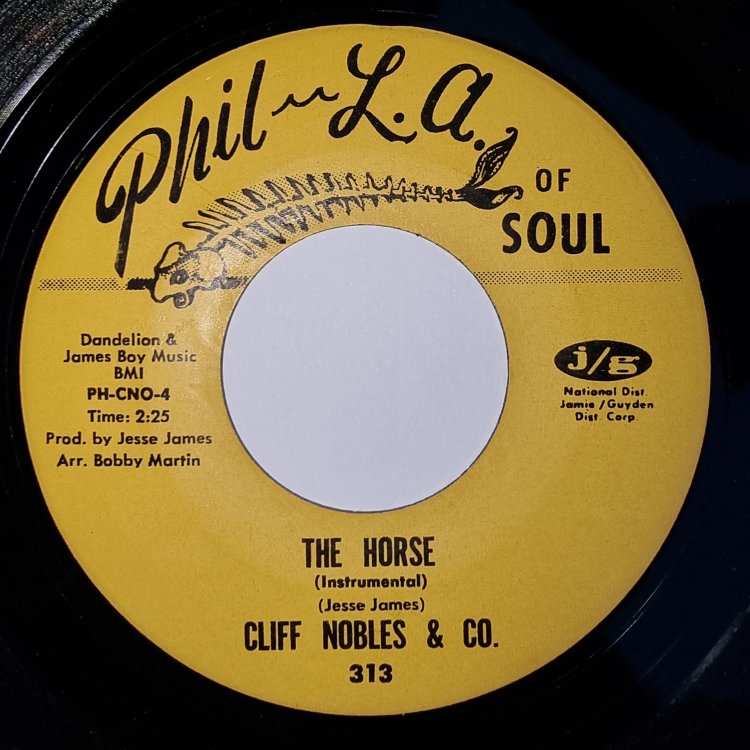 Phil ~ L.A.
OF
SOUL
Dandelion &
James Boy Music
BMI
PH-CNO-4
Time: 2:25
Prod. by Jesse James
Arr. Bobby Martin
j/g
National Dist.
Jamie/Guyden
Dist. Corp.
THE HORSE
(Instrumental)
(Jesse James)
CLIFF NOBLES & CO.
313